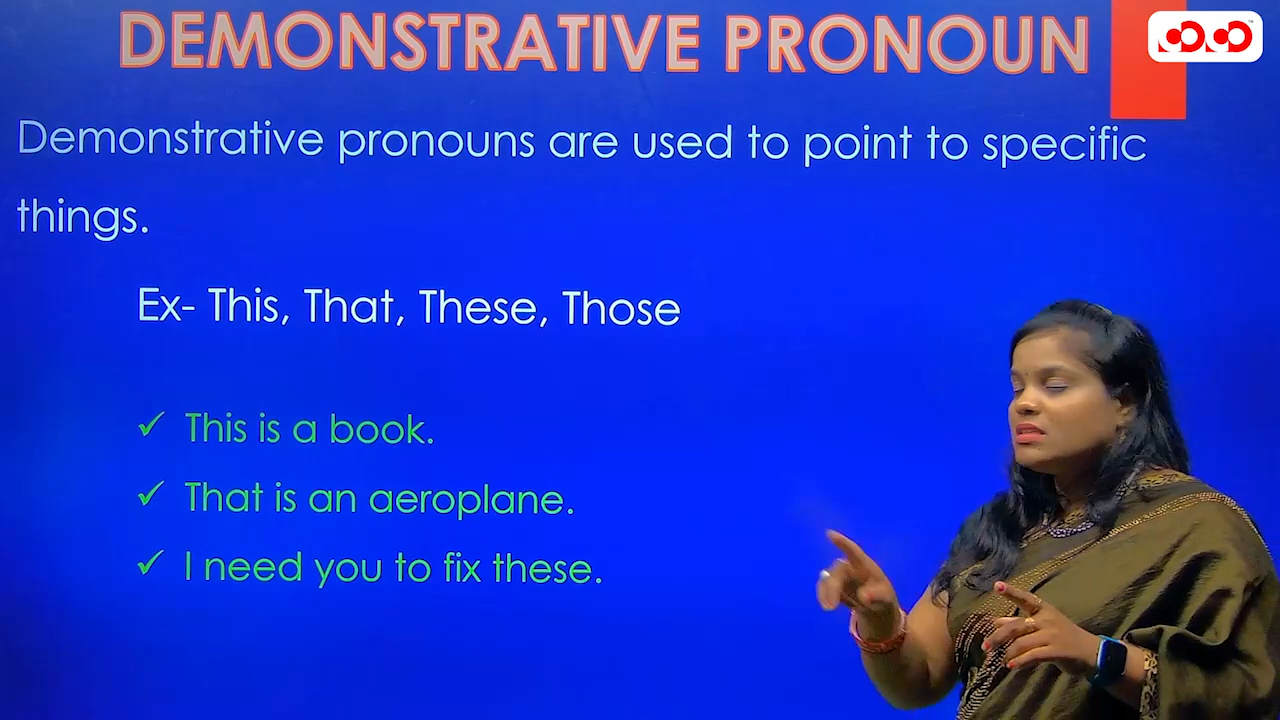 DEMONSTRATIVE PRONOUN
Demonstrative pronouns are used to point to specific
things.
Ex- This, That, These, Those
✓ This is a book.
✓ That is an aeroplane.
✓ I need you to fix these.